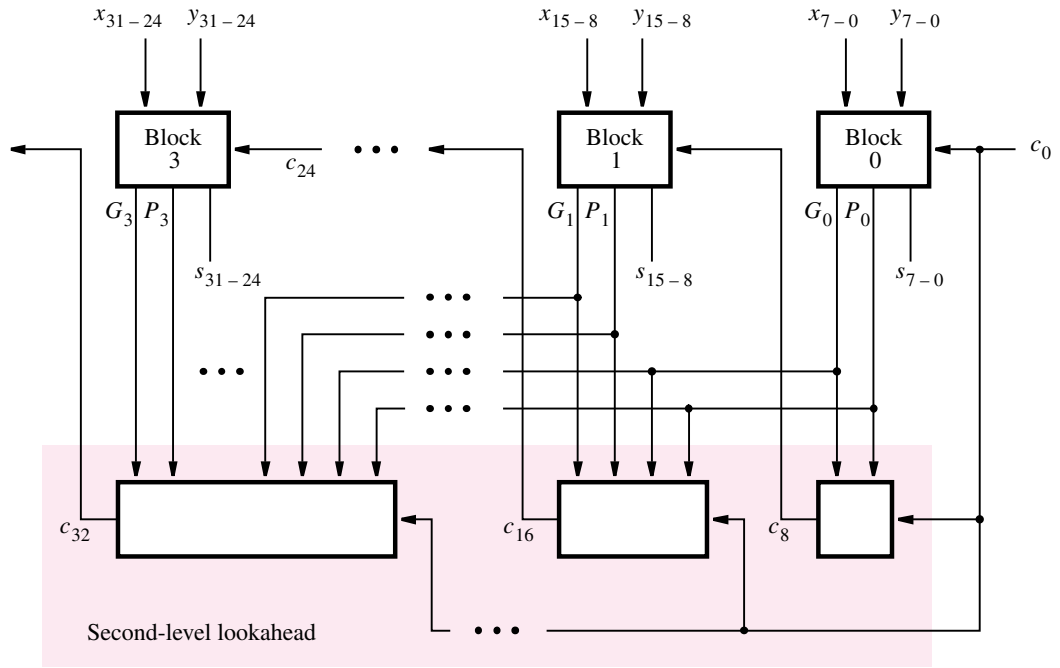 x31 – 24 y31 – 24 x15 – 8 y15 – 8 x7 – 0 y7 – 0
Block
3
Block
1
Block
0
c24
• • •
c0
G3 P3 G1 P1 G0 P0
s31 – 24 s15 – 8 s7 – 0
• • •
• • •
• • •
• • •
• • •
c32 c16 c8
Second-level lookahead
• • •